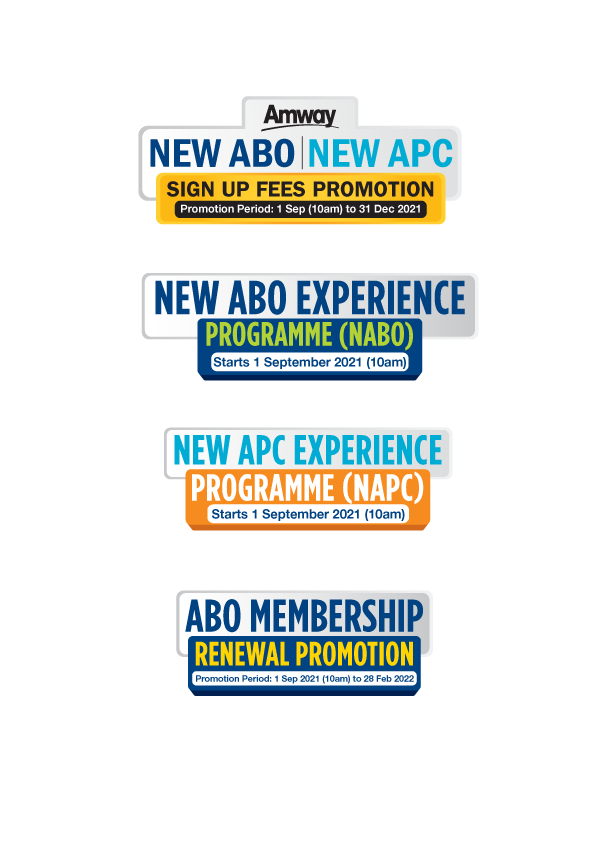 Amway
NEW ABO | NEW APC
SIGN UP FEES PROMOTION
Promotion Period: 1 Sep (10am) to 31 Dec 2021
NEW ABO EXPERIENCE
PROGRAMME (NABO)
Starts 1 September 2021 (10am)
NEW APC EXPERIENCE
PROGRAMME (NAPC)
Starts 1 September 2021 (10am)
ABO MEMBERSHIP
RENEWAL PROMOTION
Promotion Period: 1 Sep 2021 (10am) to 28 Feb 2022